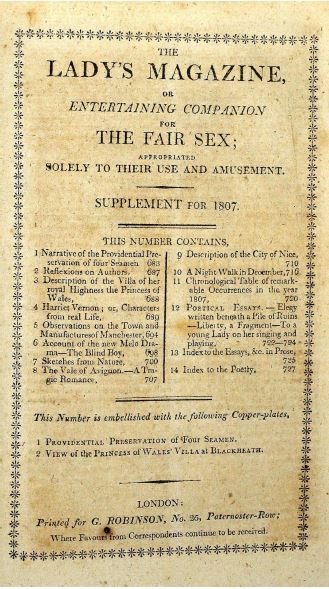 THE
LADY'S MAGAZINE,
OR
ENTERTAINING COMPANION
FOR
THE FAIR SEX;
APPROPRIATED
SOLELY TO THEIR USE AND AMUSEMENT.
SUPPLEMENT FOR 1807.
THIS NUMBER CONTAINS,
1 Narrative of the Providential Pre-
servation of four Seamen 683
2 Reflexions on Authors. 687
3 Description of the Villa of her
royal Highness the Princess of
Wales, 688
4 Harriet Vernon; or, Characters
from real Life, 689
5 Observations on the Town and
Manufactures of Manchester, 694
6 Account of the new Melo Dra-
ma—The Blind Boy, 698
7 Sketches from Nature, 700
8 The Vale of Avignon.—A Tra-
gic Romance. 707
9 Description of the City of Nice,
710
10 A Night Walk in December, 716
11 Chronological Table of remark-
able Occurrences in the year
1807, 720
12 POETICAL ESSAYS.—Elegy
written beneath a Pile of Ruins
—Liberty, a Fragment—To a
young Lady on her singing and
playing, 723—724
13 Index to the Essays, &c. in Prose,
725
14 Index to the Poetry, 727
This Number is embellished with the following Copper-plates,
1 PROVIDENTIAL PRESERVATION of Four SEAMEN.
2 VIEW of the PRINCESS OF WALES' VILLA at BLACKHEATH.
LONDON:
Printed for G. ROBINSON, No. 25, Paternoster-Row;
Where Favours from Correspondents continue to be received.